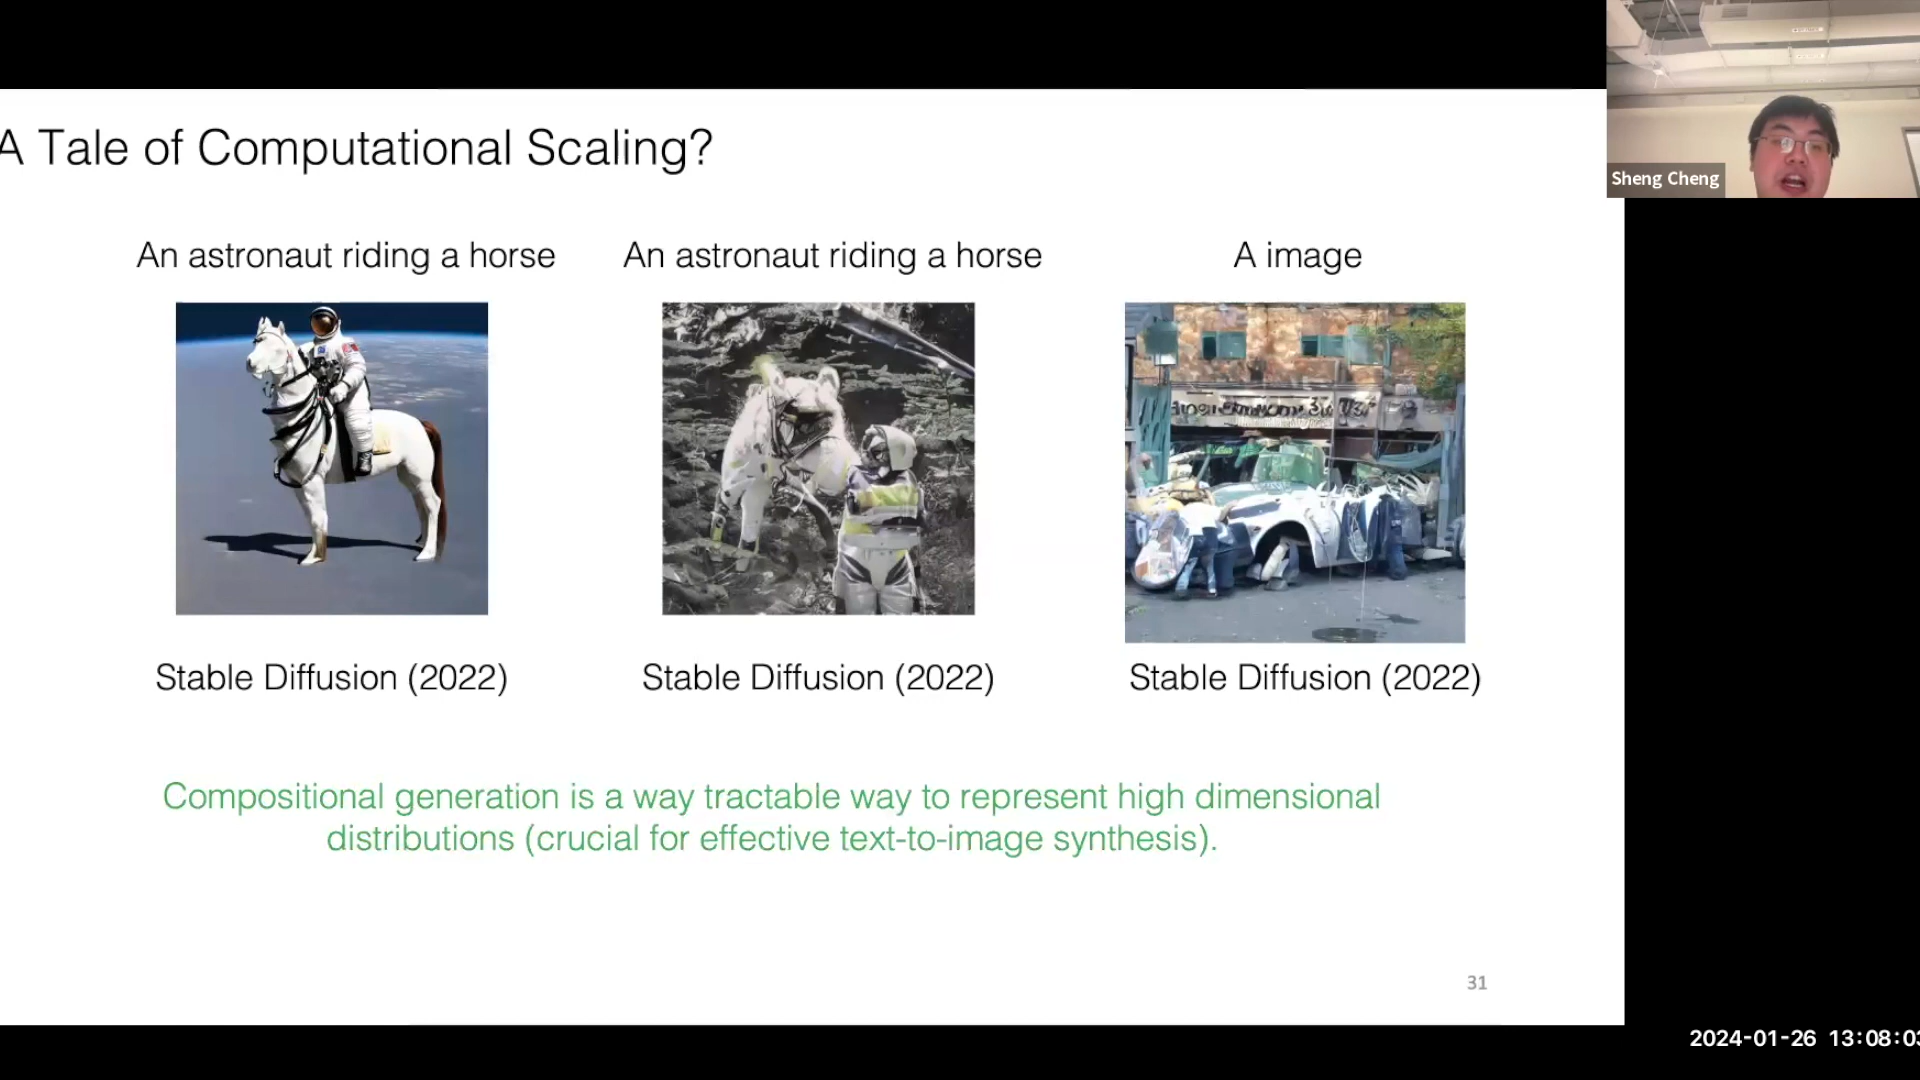 A Tale of Computational Scaling?
Sheng Cheng
An astronaut riding a horse
An astronaut riding a horse
A image
Stable Diffusion (2022)
Stable Diffusion (2022)
Stable Diffusion (2022)
Compositional generation is a way tractable way to represent high dimensional
distributions (crucial for effective text-to-image synthesis).
31
2024-01-26 13:08:03